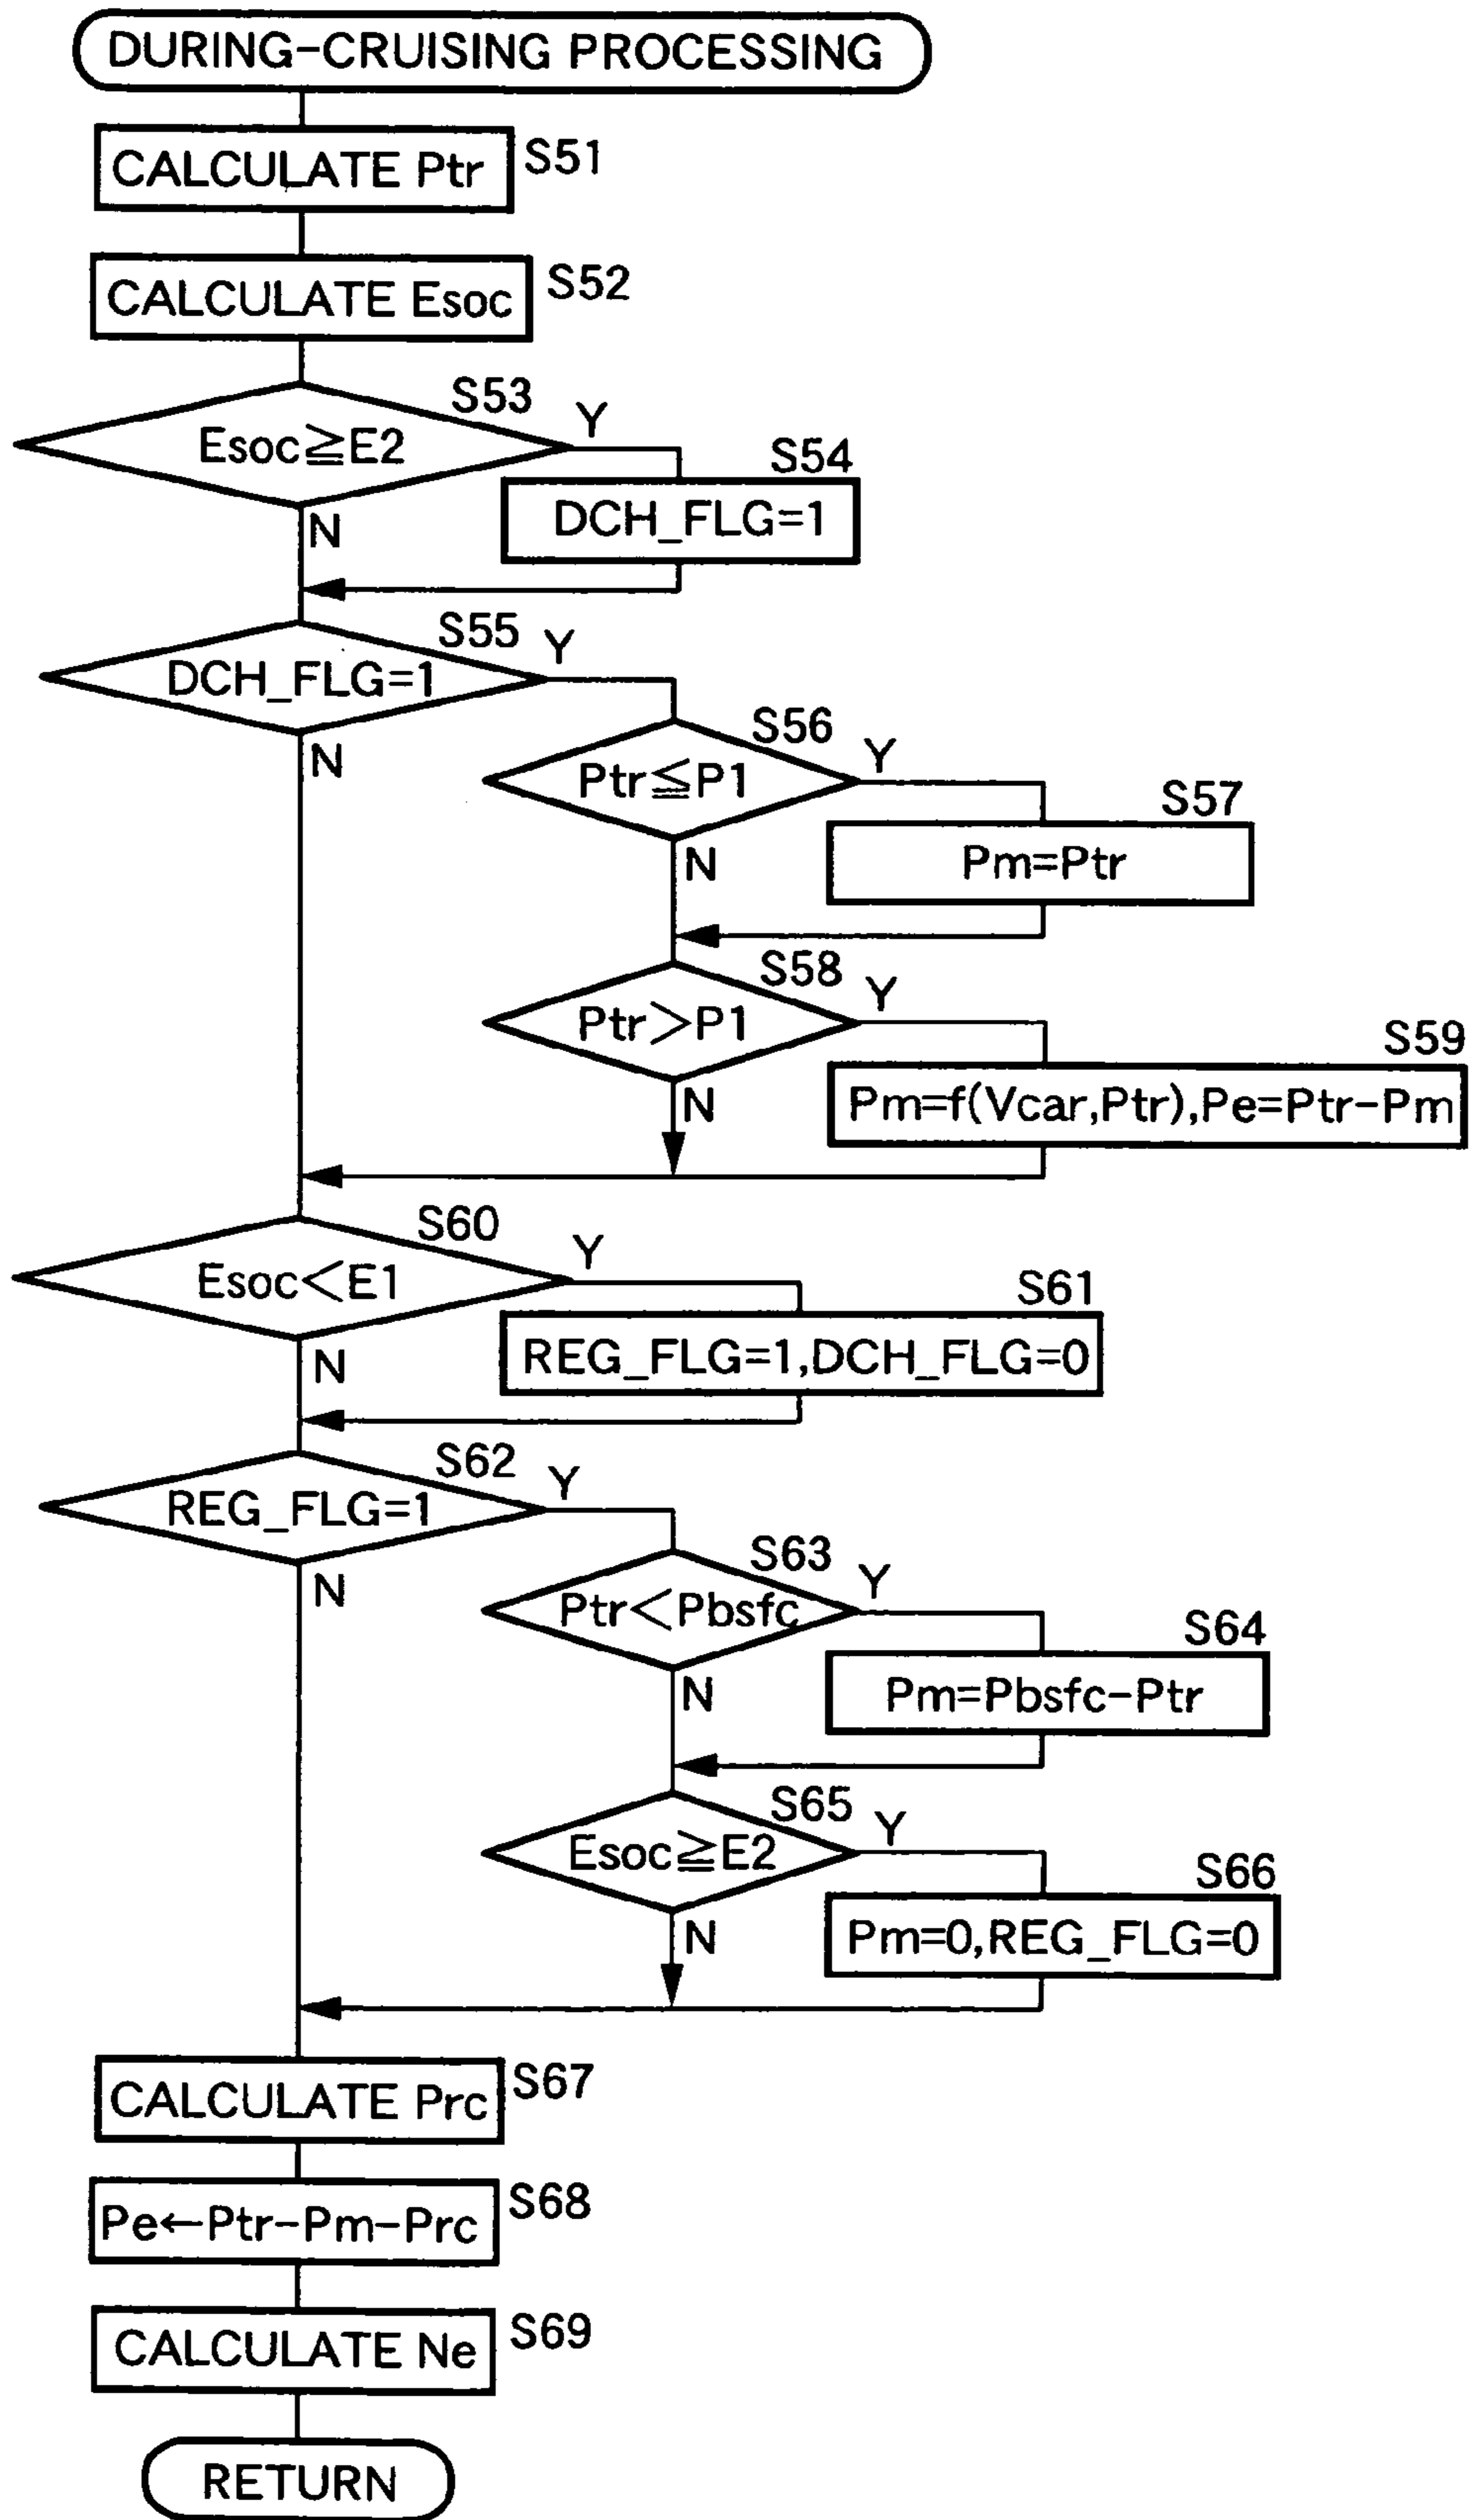 DURING-CRUISING PROCESSING
CALCULATE Ptr
S51
CALCULATE Esoc
S52
S53
Esoc≧E2
Y
N
S54
DCH_FLG=1
S55
DCH_FLG=1
Y
N
S56
Ptr≦P1
Y
N
S57
Pm=Ptr
S58
Ptr>P1
Y
N
S59
Pm=f(Vcar,Ptr),Pe=Ptr-Pm
S60
Esoc<E1
Y
N
S61
REG_FLG=1,DCH_FLG=0
S62
REG_FLG=1
Y
N
S63
Ptr<Pbsfc
Y
N
S64
Pm=Pbsfc-Ptr
S65
Esoc≧E2
Y
N
S66
Pm=0,REG_FLG=0
CALCULATE Prc
S67
Pe←Ptr-Pm-Prc
S68
CALCULATE Ne
S69
RETURN